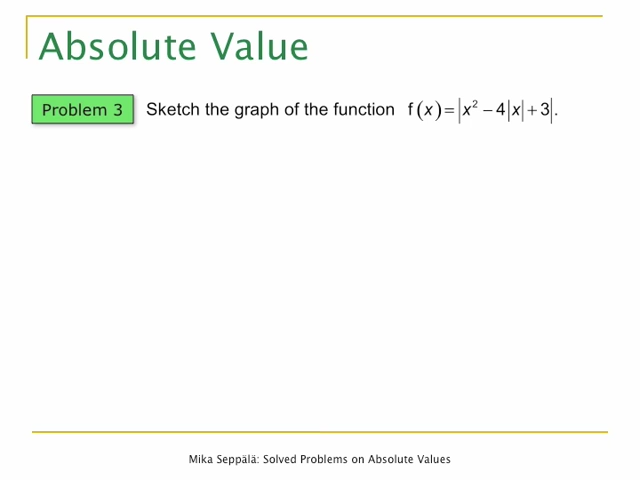 Absolute Value
Problem 3 Sketch the graph of the function f(x)=|x²−4|x|+3|.
Mika Seppälä: Solved Problems on Absolute Values